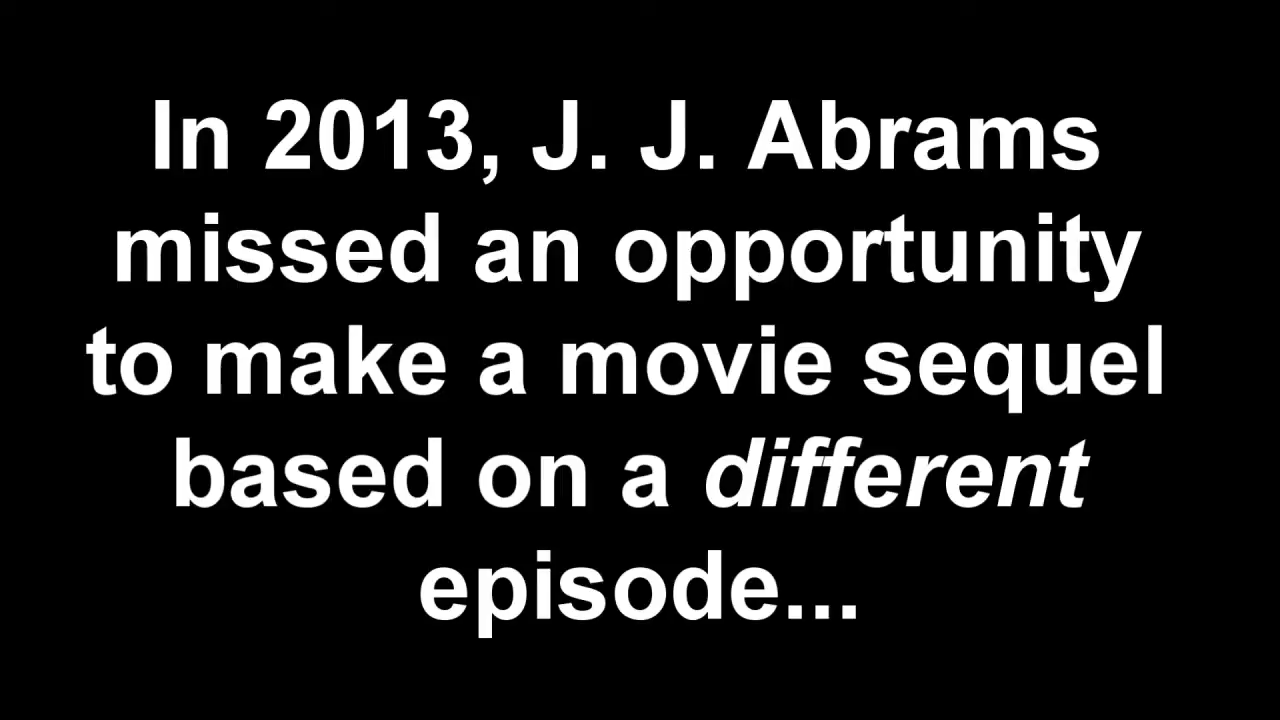 In 2013, J. J. Abrams
missed an opportunity
to make a movie sequel
based on a different
episode...